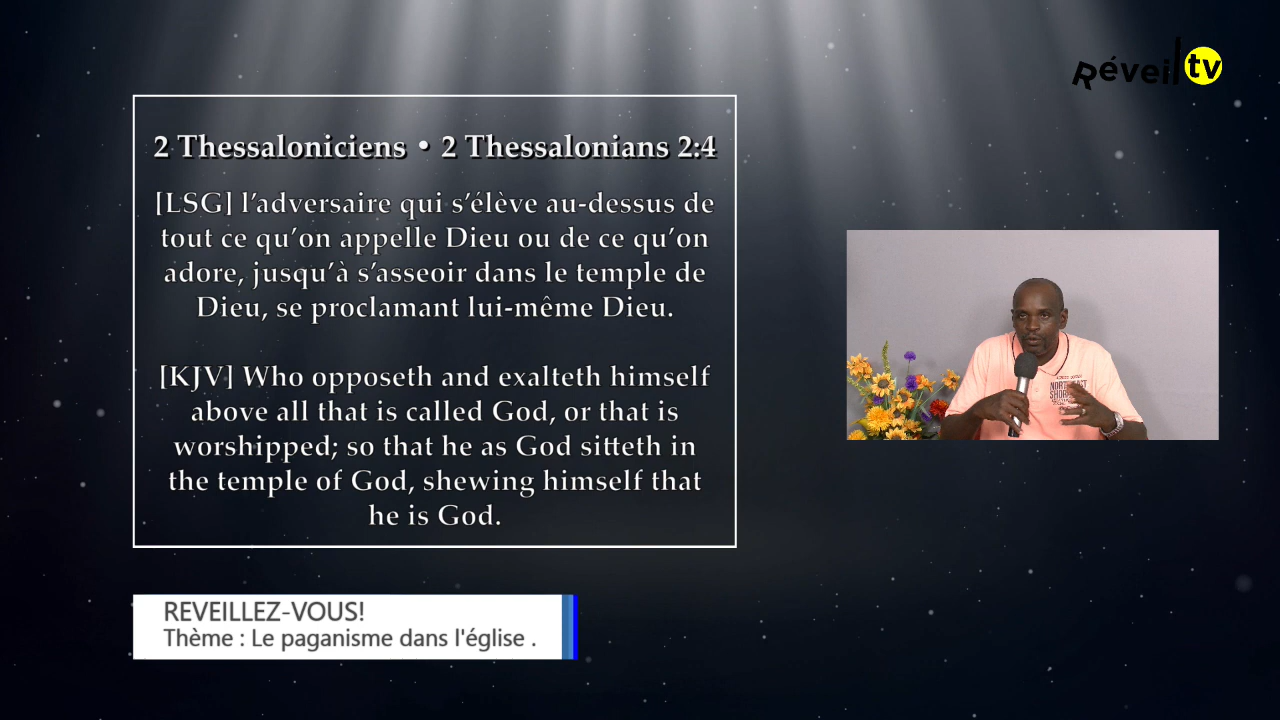 Réveil tv
2 Thessaloniciens • 2 Thessalonians 2:4
[LSG] l’adversaire qui s’élève au-dessus de
tout ce qu’on appelle Dieu ou de ce qu’on
adore, jusqu’à s’asseoir dans le temple de
Dieu, se proclamant lui-même Dieu.
[KJV] Who opposeth and exalteth himself
above all that is called God, or that is
worshipped; so that he as God sitteth in
the temple of God, shewing himself that
he is God.
NORTHEAST
SHORE
REVEILLEZ-VOUS!
Thème : Le paganisme dans l'église .